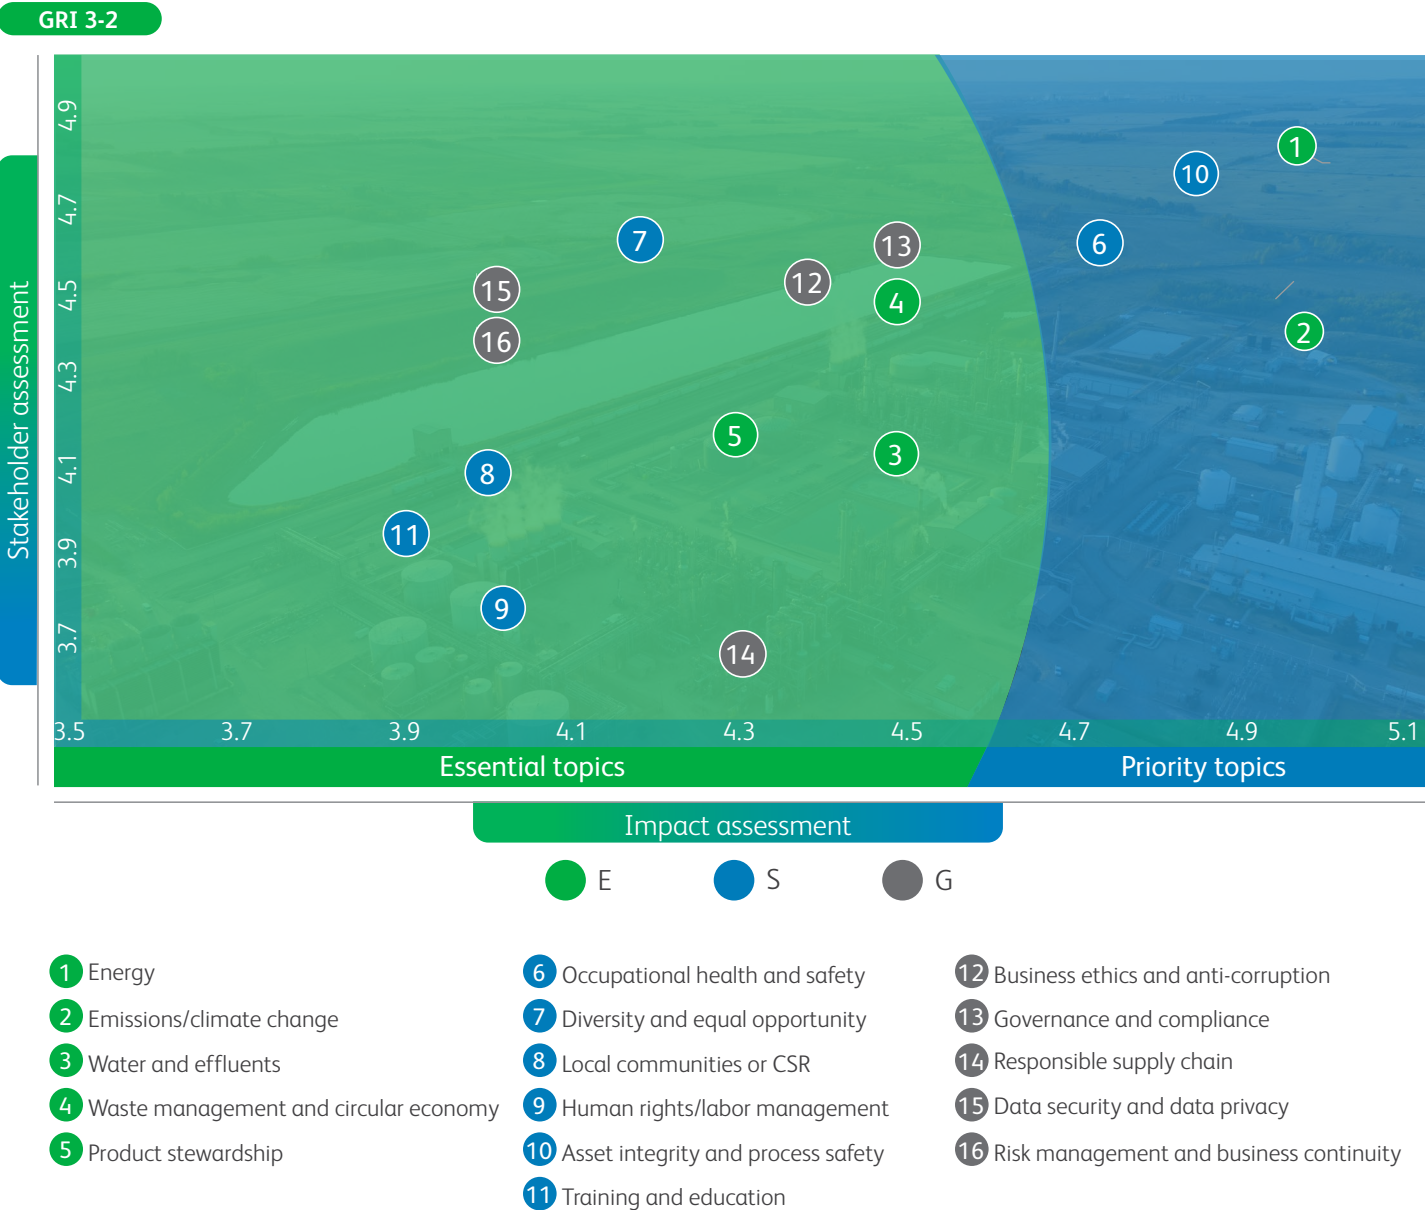 GRI 3-2
Stakeholder assessment
4.9
4.7
4.5
4.3
4.1
3.9
3.7
1
10
7
13
6
12
15
4
2
16
5
3
8
11
9
14
3.5 3.7 3.9 4.1 4.3 4.5 4.7 4.9 5.1
Essential topics Priority topics
Impact assessment
E S G
1 Energy
2 Emissions/climate change
3 Water and effluents
4 Waste management and circular economy
5 Product stewardship
6 Occupational health and safety
7 Diversity and equal opportunity
8 Local communities or CSR
9 Human rights/labor management
10 Asset integrity and process safety
11 Training and education
12 Business ethics and anti-corruption
13 Governance and compliance
14 Responsible supply chain
15 Data security and data privacy
16 Risk management and business continuity